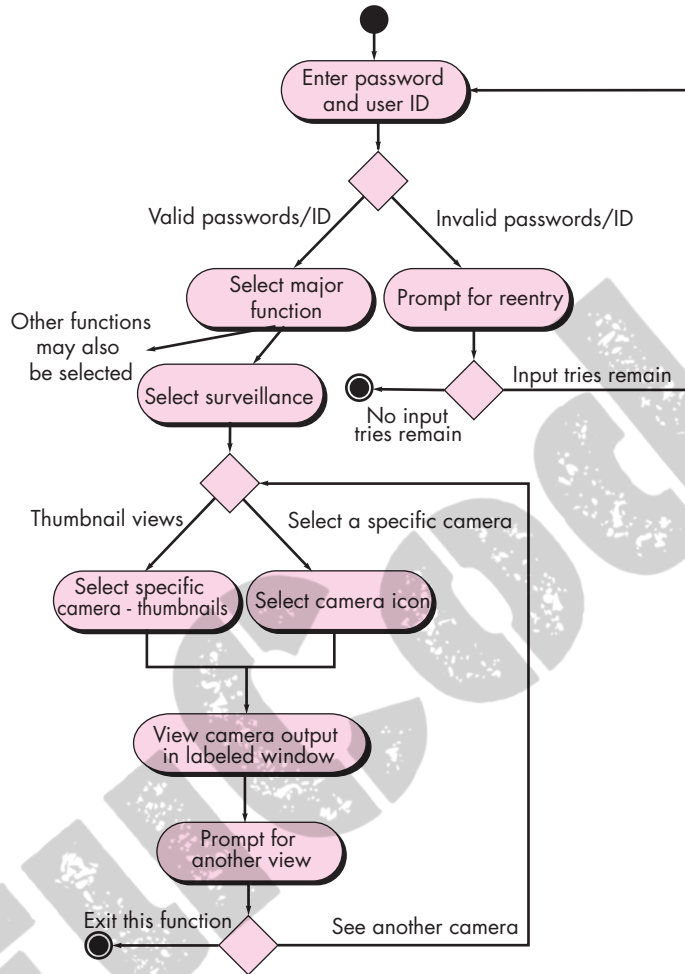 Enter password
and user ID
Valid passwords/ID
Invalid passwords/ID
Select major
function
Prompt for reentry
Other functions
may also
be selected
Input tries remain
Select surveillance
No input
tries remain
Thumbnail views
Select a specific camera
Select specific
camera - thumbnails
Select camera icon
View camera output
in labeled window
Prompt for
another view
Exit this function
See another camera